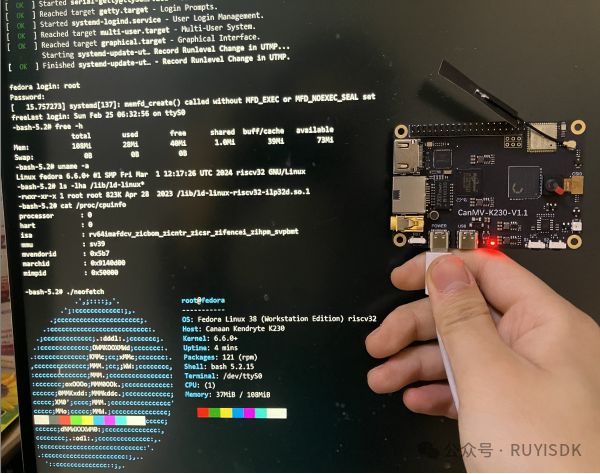 [ OK ] Started serial-getty@ttyS0
[ OK ] Reached target getty.target - Login Prompts.
[ OK ] Started systemd-logind.service - User Login Management.
[ OK ] Reached target multi-user.target - Multi-User System.
[ OK ] Reached target graphical.target - Graphical Interface.
Starting systemd-update-ut… Record Runlevel Change in UTMP...
[ OK ] Finished systemd-update-ut… - Record Runlevel Change in UTMP.
fedora login: root
Password:
[ 15.757273] systemd[137]: memfd_create() called without MFD_EXEC or MFD_NOEXEC_SEAL set
freeLast login: Sun Feb 25 06:32:56 on ttyS0
-bash-5.2# free -h
total used free shared buff/cache available
Mem: 108Mi 28Mi 40Mi 1.0Mi 39Mi 73Mi
Swap: 0B 0B 0B
-bash-5.2# uname -a
Linux fedora 6.6.0+ #1 SMP Fri Mar 1 12:17:26 UTC 2024 riscv32 GNU/Linux
-bash-5.2# ls -lha /lib/ld-linux*
-rwxr-xr-x 1 root root 823K Apr 28 2023 /lib/ld-linux-riscv32-ilp32d.so.1
-bash-5.2# cat /proc/cpuinfo
processor : 0
hart : 0
isa : rv64imafdcv_zicbom_zicntr_zicsr_zifencei_zihpm_svpbmt
mmu : sv39
mvendorid : 0x5b7
marchid
mimpid : 0x50000
-bash-5.2# ./neofetch
root@fedora
-----------
OS: Fedora Linux 38 (Workstation Edition) riscv32
Host: Canaan Kendryte K230
Kernel: 6.6.0+
Uptime: 4 mins
Packages: 121 (rpm)
Shell: bash 5.2.15
Terminal: /dev/ttyS0
CPU: (1)
Memory: 37MiB / 108MiB
CanMV-K230-V1.1
POWER
USB
公众号 · RUYISDK